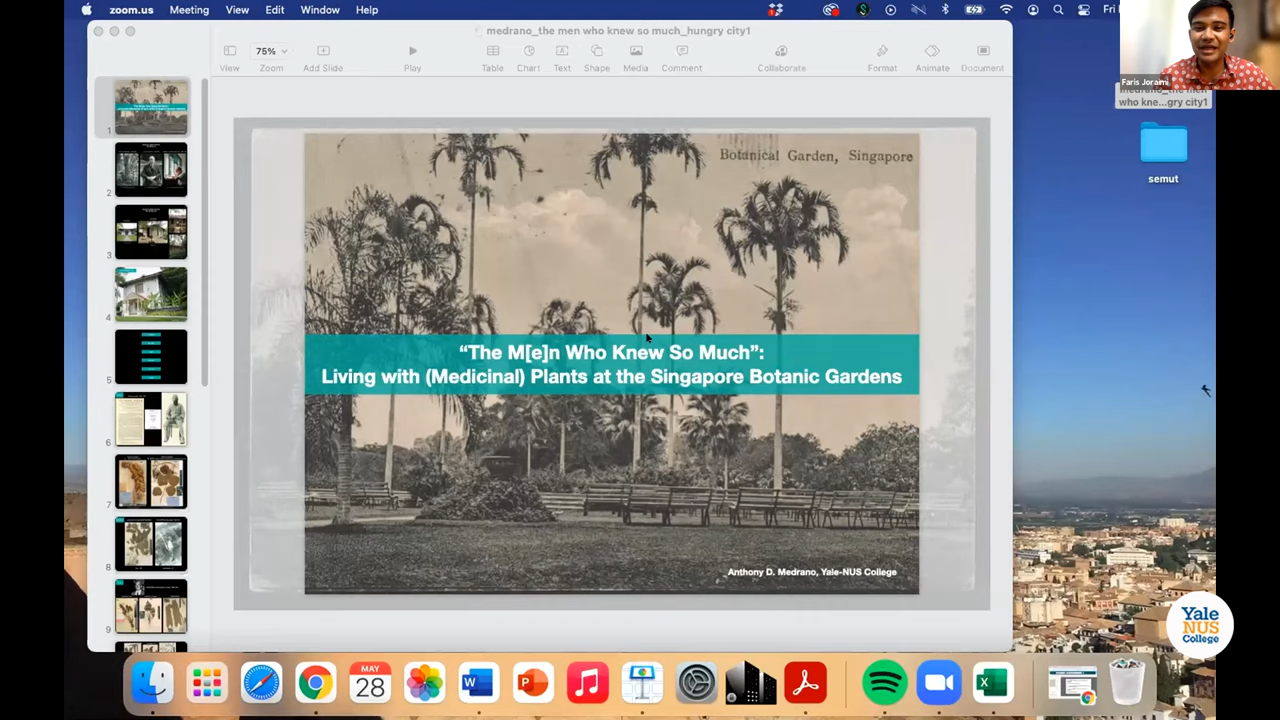 zoom.us Meeting View Edit Window Help
Fri
medrano_the men who knew so much_hungry city1
75%
View Zoom Add Slide Play Table Chart Text Shape Media Comment Collaborate Format Animate Document
Faris Joraimi
medrano_the men
who kne...gry city1
semut
1
2
3
4
5
6
7
8
9
Botanical Garden, Singapore
“The M[e]n Who Knew So Much”:
Living with (Medicinal) Plants at the Singapore Botanic Gardens
Anthony D. Medrano, Yale-NUS College
Yale
NUS
College
MAY
28